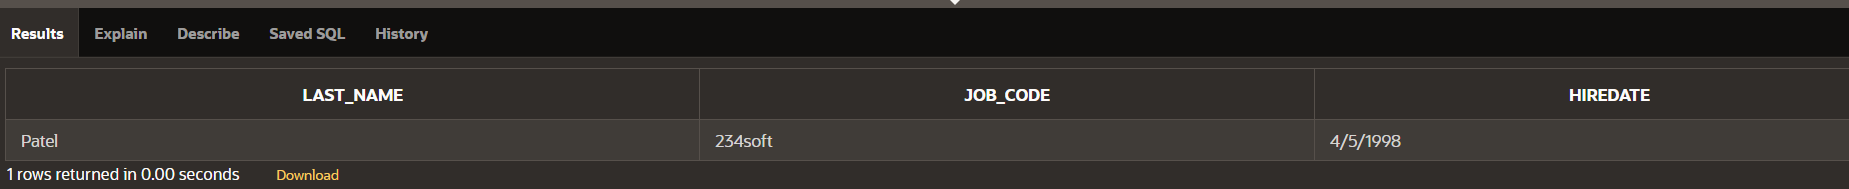 Results Explain Describe Saved SQL History
LAST_NAME JOB_CODE HIREDATE
Patel 234soft 4/5/1998
1 rows returned in 0.00 seconds Download